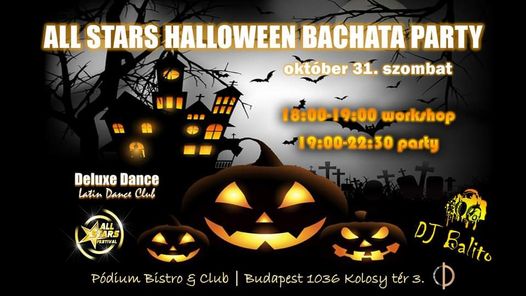 ALL STARS HALLOWEEN BACHATA PARTY
október 31. szombat
18:00-19:00 workshop
19:00-22:30 party
Deluxe Dance
Latin Dance Club
ALL
STARS
FESTIVAL
DJ Balito
Pódium Bistro & Club | Budapest 1036 Kolosy tér 3.